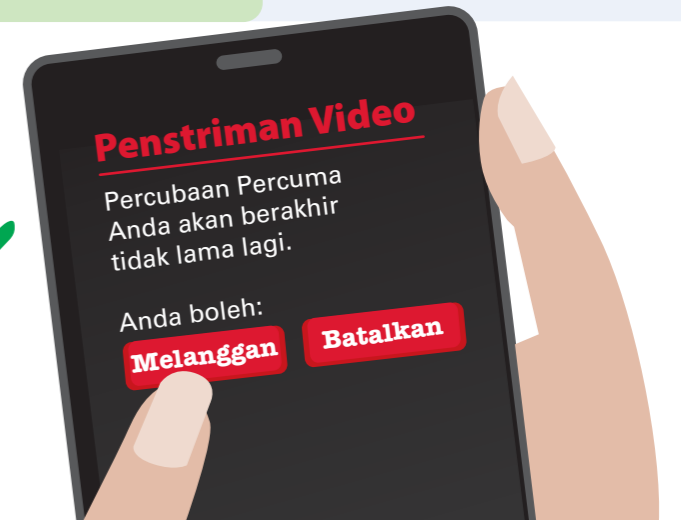 Penstriman Video
Percubaan Percuma
Anda akan berakhir
tidak lama lagi.
Anda boleh:
Melanggan
Batalkan